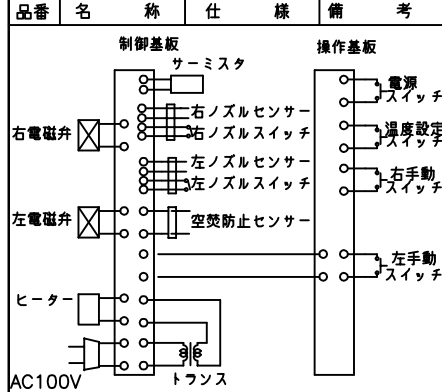 品番 名称 仕様 備考
制御基板
操作基板
サーミスタ
電源
スイッチ
右ノズルセンサー
右ノズルスイッチ
右電磁弁
温度設定
スイッチ
左ノズルセンサー
左ノズルスイッチ
右手動
スイッチ
左電磁弁
空焚防止センサー
左手動
スイッチ
ヒーター
トランス
AC100V